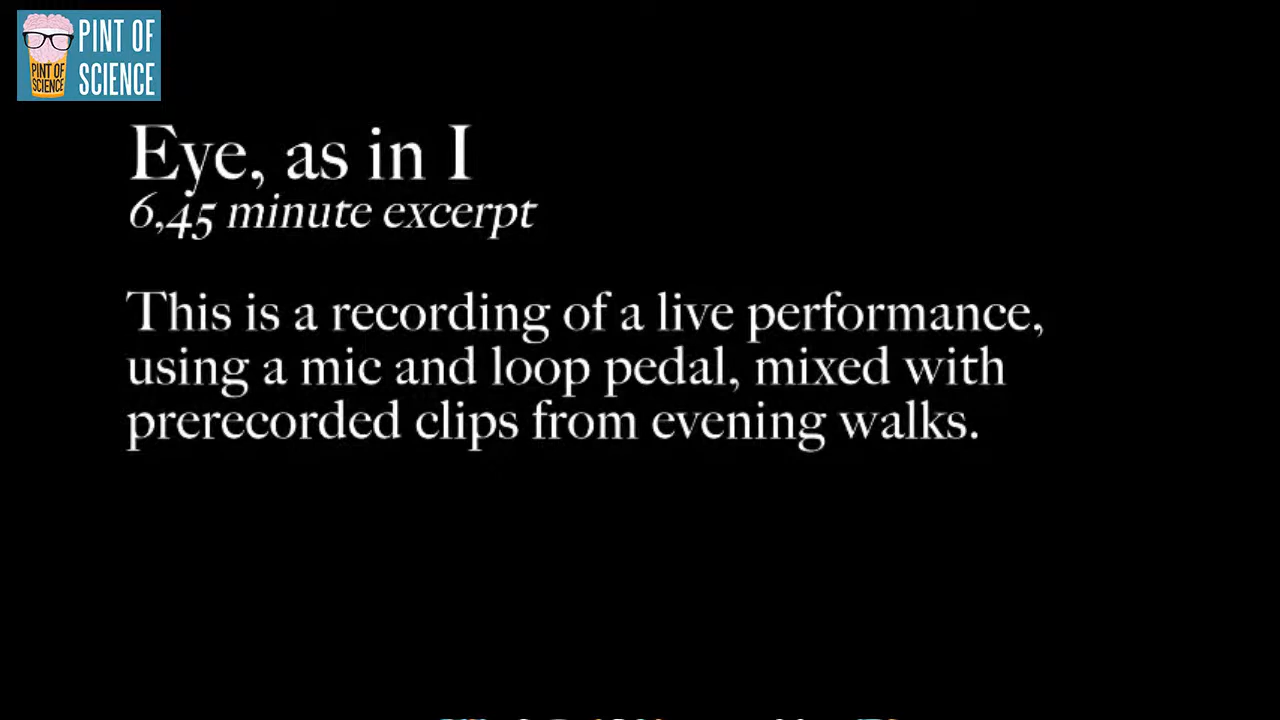 PINT OF
SCIENCE
PINT OF
SCIENCE
Eye, as in I
6,45 minute excerpt
This is a recording of a live performance,
using a mic and loop pedal, mixed with
prerecorded clips from evening walks.